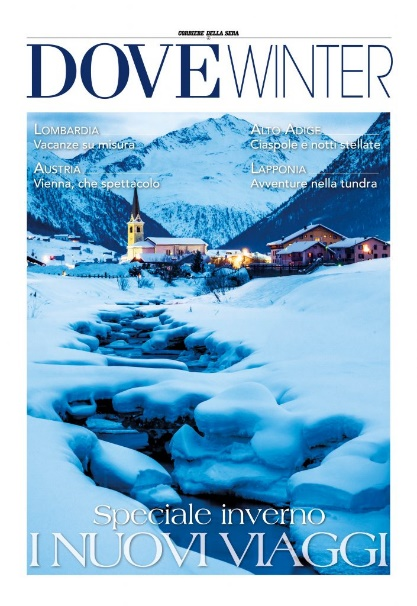 CORRIERE DELLA SERA
DOVE WINTER
LOMBARDIA
Vacanze su misura
AUSTRIA
Vienna, che spettacolo
ALTO ADIGE
Ciaspole e notti stellate
LAPPONIA
Avventure nella tundra
Speciale inverno
I NUOVI VIAGGI